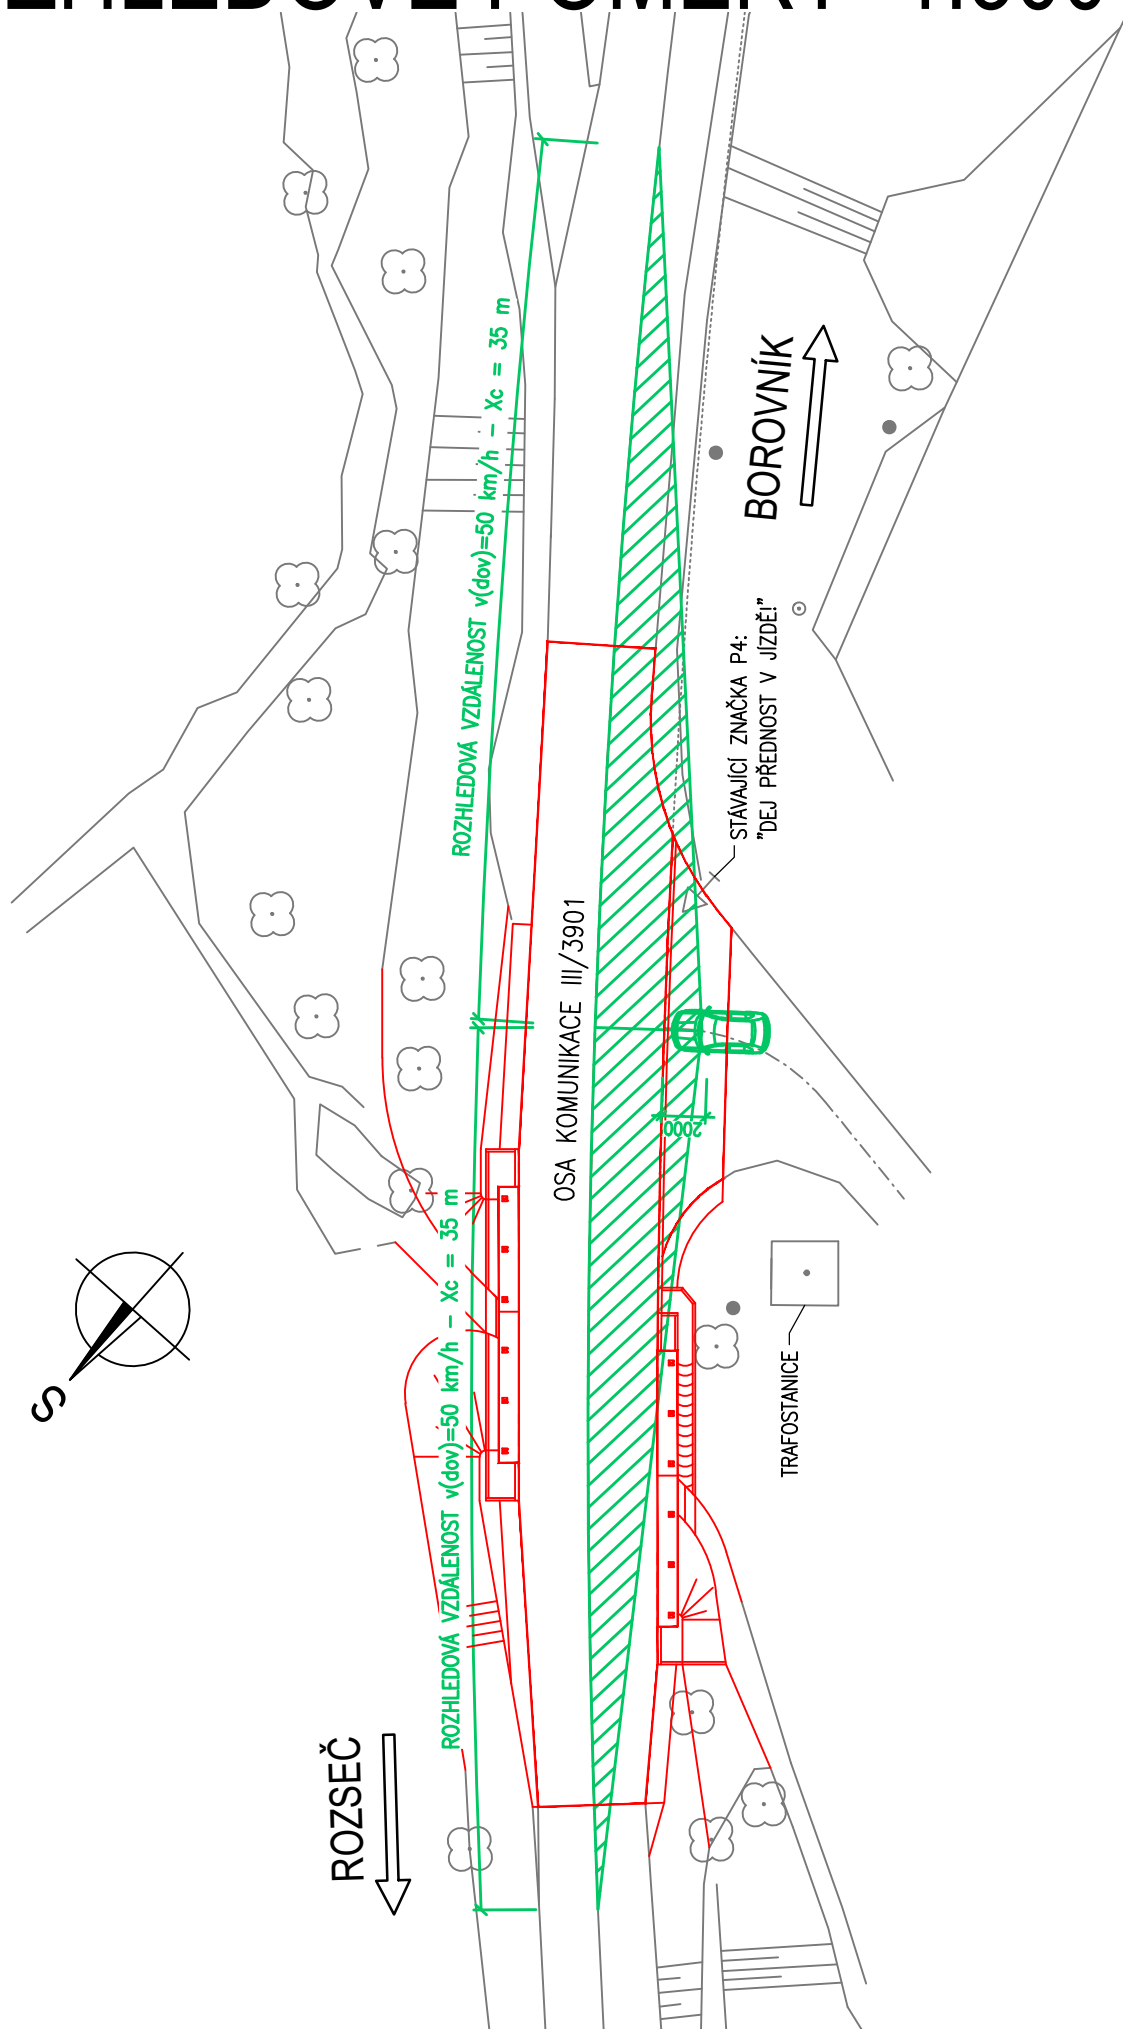 BOROVNÍK
ROZHLEDOVÁ VZDÁLENOST v(dov)=50 km/h – Xc = 35 m
STÁVAJÍCÍ ZNAČKA P4:
"DEJ PŘEDNOST V JÍZDĚ!"
OSA KOMUNIKACE III/3901
2000
ROZHLEDOVÁ VZDÁLENOST v(dov)=50 km/h – Xc = 35 m
S
TRAFOSTANICE
ROZSEČ